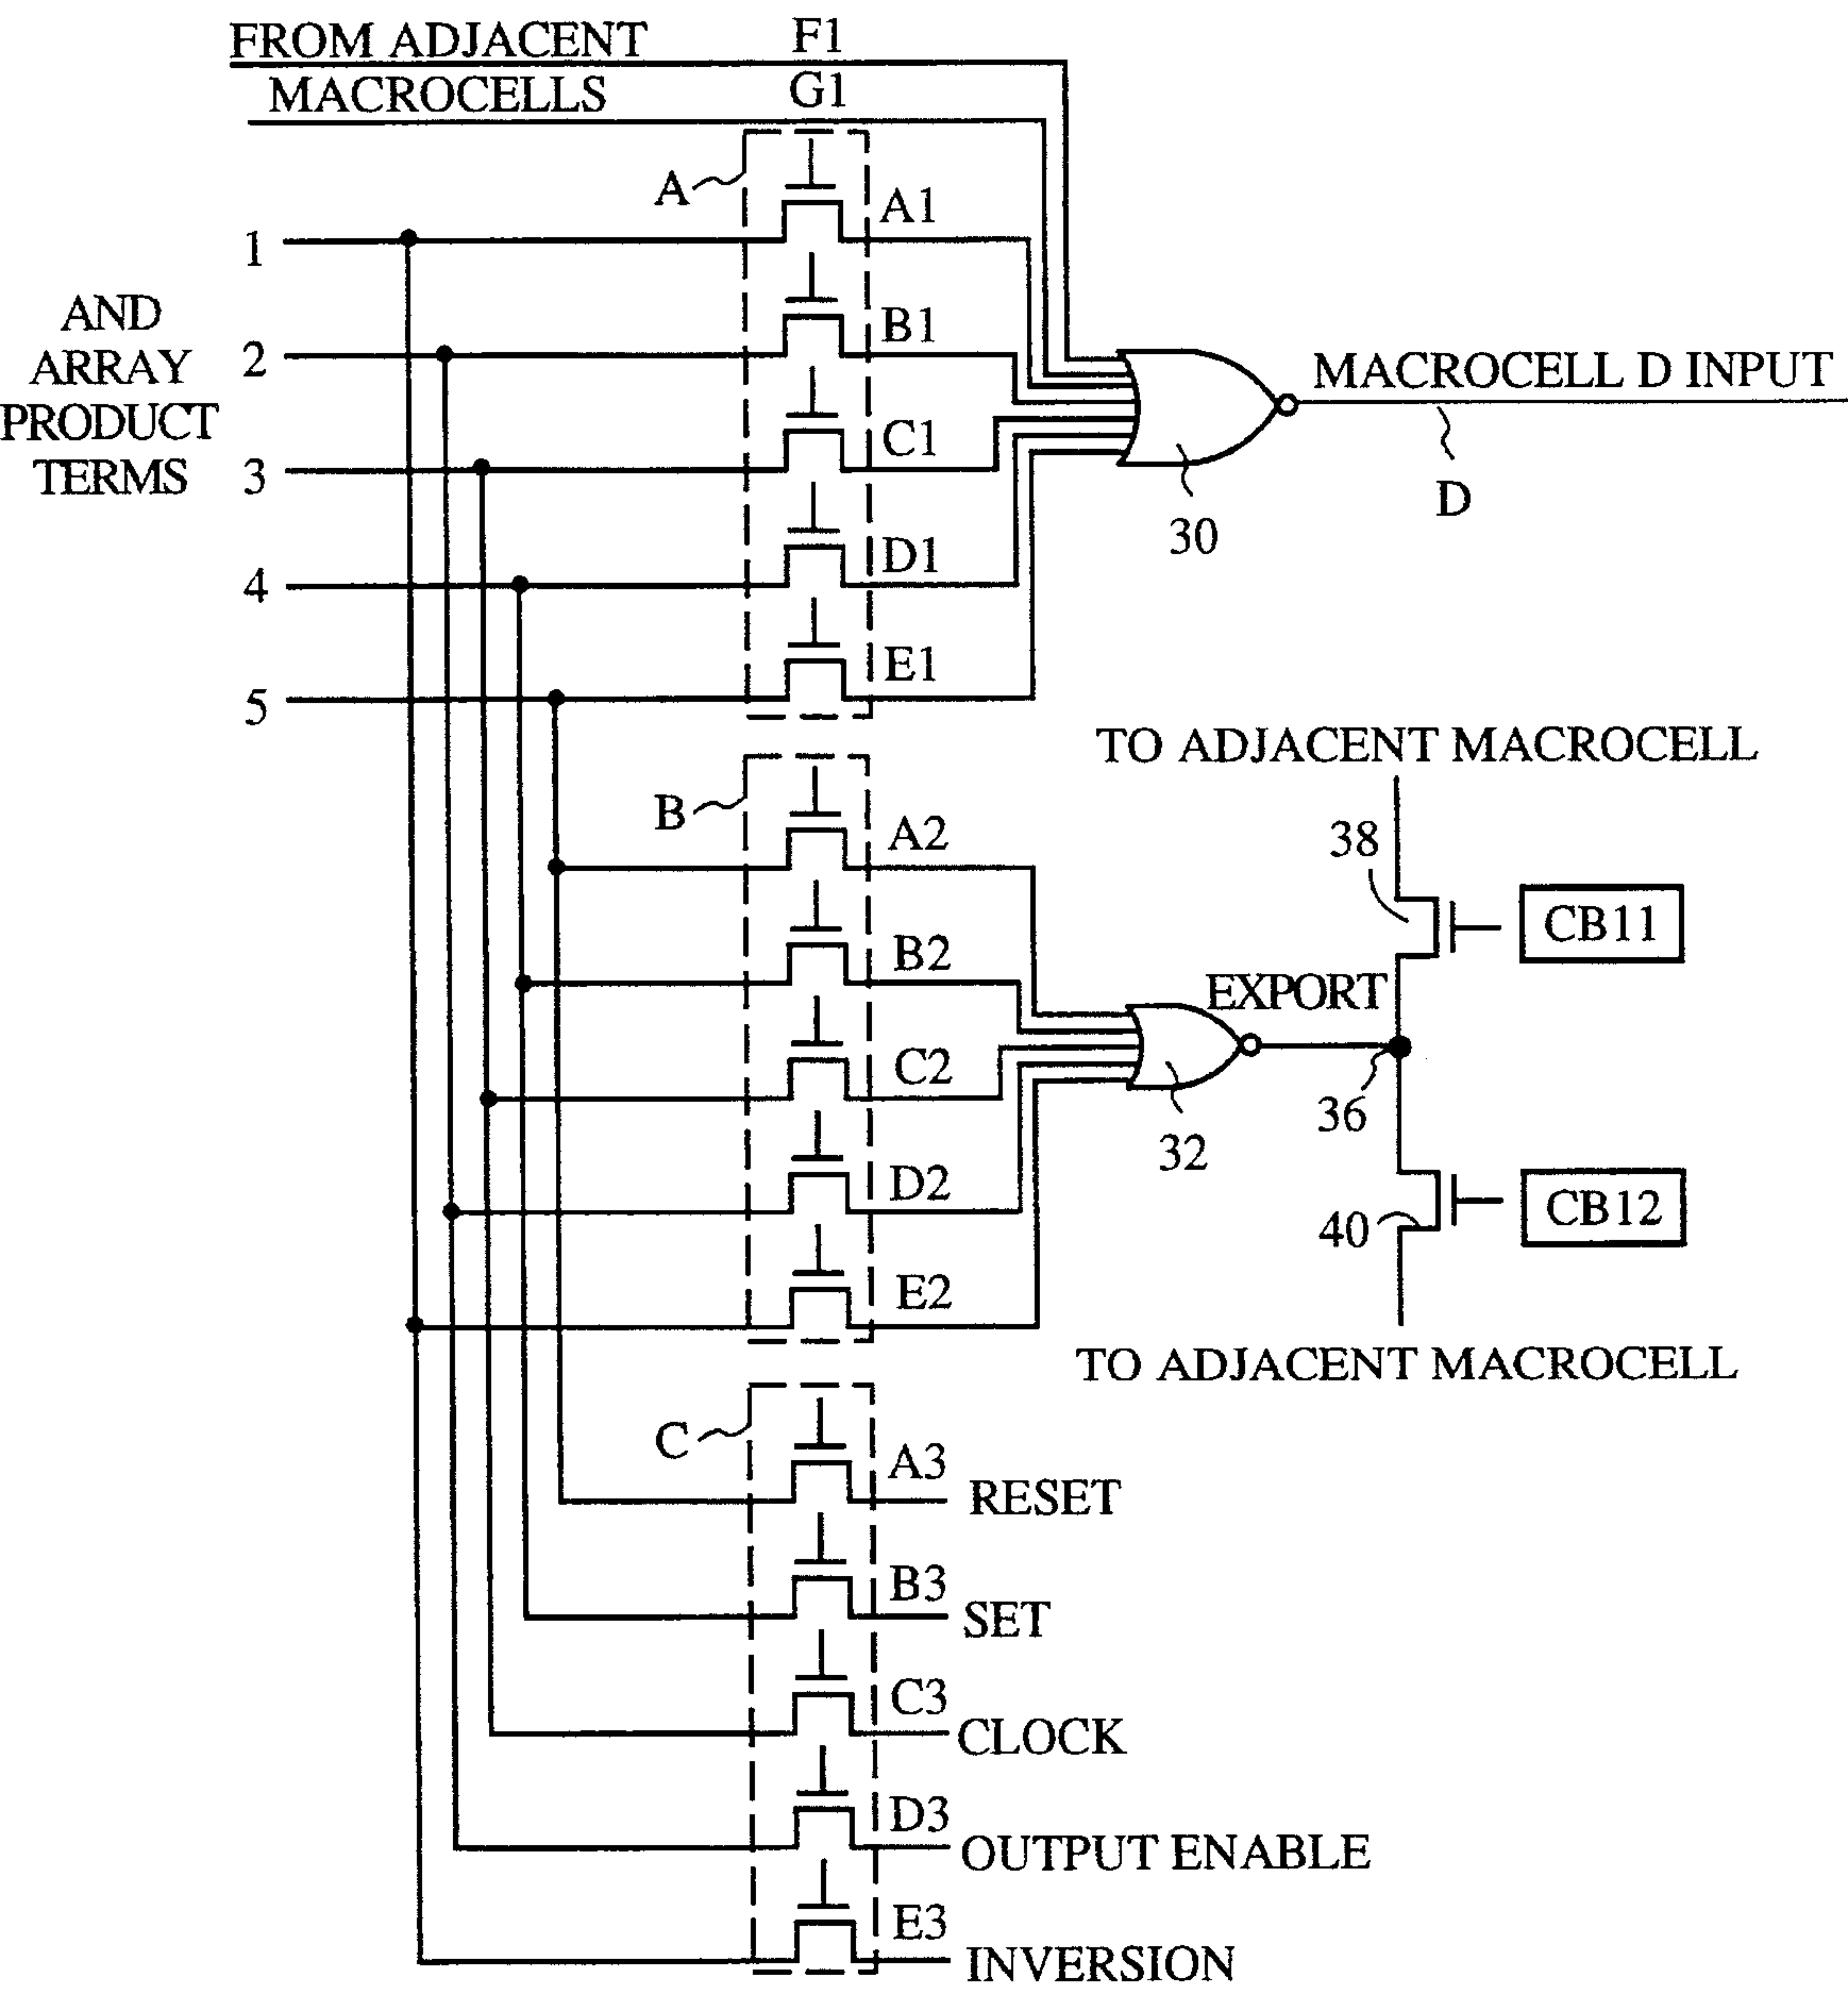 FROM ADJACENT
MACROCELLS
F1
G1
A
A1
1
B1
AND
ARRAY
PRODUCT
TERMS
2
C1
3
D1
4
E1
5
MACROCELL D INPUT
D
30
TO ADJACENT MACROCELL
B
A2
38
CB11
B2
EXPORT
C2
36
32
D2
CB12
40
E2
TO ADJACENT MACROCELL
C
A3
RESET
B3
SET
C3
CLOCK
D3
OUTPUT ENABLE
E3
INVERSION